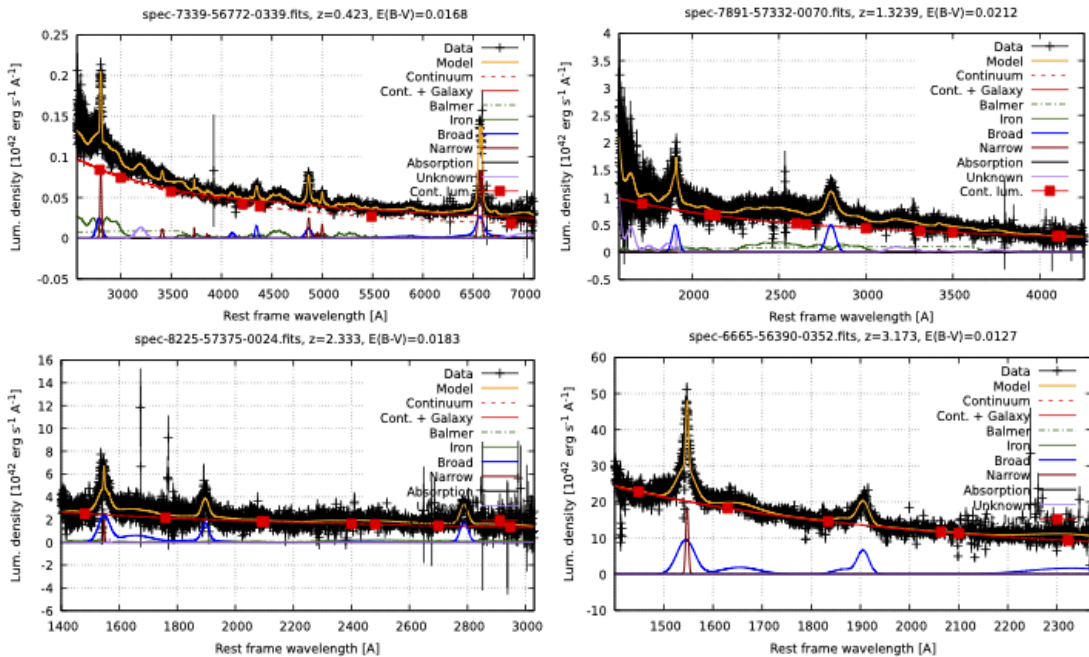 spec-7339-56772-0339.fits, z=0.423, E(B-V)=0.0168
0.25
0.2
0.15
0.1
0.05
0
-0.05
Lum. density [10^42 erg s^-1 A^-1]
Data
Model
Continuum
Cont. + Galaxy
Balmer
Iron
Broad
Narrow
Absorption
Unknown
Cont. lum.
3000 3500 4000 4500 5000 5500 6000 6500 7000
Rest frame wavelength [A]
spec-7891-57332-0070.fits, z=1.3239, E(B-V)=0.0212
4
3.5
3
2.5
2
1.5
1
0.5
0
-0.5
Lum. density [10^42 erg s^-1 A^-1]
Data
Model
Continuum
Cont. + Galaxy
Balmer
Iron
Broad
Narrow
Absorption
Unknown
Cont. lum.
2000 2500 3000 3500 4000
Rest frame wavelength [A]
spec-8225-57375-0024.fits, z=2.333, E(B-V)=0.0183
16
14
12
10
8
6
4
2
0
-2
-4
-6
Lum. density [10^42 erg s^-1 A^-1]
Data
Model
Continuum
Cont. + Galaxy
Balmer
Iron
Broad
Narrow
Absorption
1400 1600 1800 2000 2200 2400 2600 2800 3000
Rest frame wavelength [A]
spec-6665-56390-0352.fits, z=3.173, E(B-V)=0.0127
60
50
40
30
20
10
0
-10
Lum. density [10^42 erg s^-1 A^-1]
Data
Model
Continuum
Cont. + Galaxy
Balmer
Iron
Broad
Narrow
Absorption
Unknown
1500 1600 1700 1800 1900 2000 2100 2200 2300
Rest frame wavelength [A]